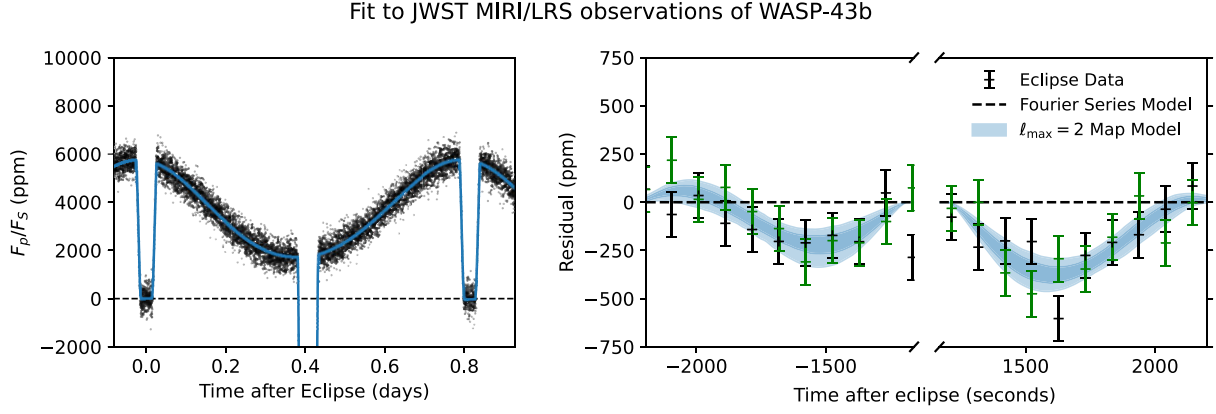 Fit to JWST MIRI/LRS observations of WASP-43b
10000
8000
6000
4000
2000
0
−2000
F_p/F_S (ppm)
0.0 0.2 0.4 0.6 0.8
Time after Eclipse (days)
750
500
250
0
−250
−500
−750
Residual (ppm)
−2000 −1500 1500 2000
Time after eclipse (seconds)
Eclipse Data
Fourier Series Model
ℓ_max = 2 Map Model